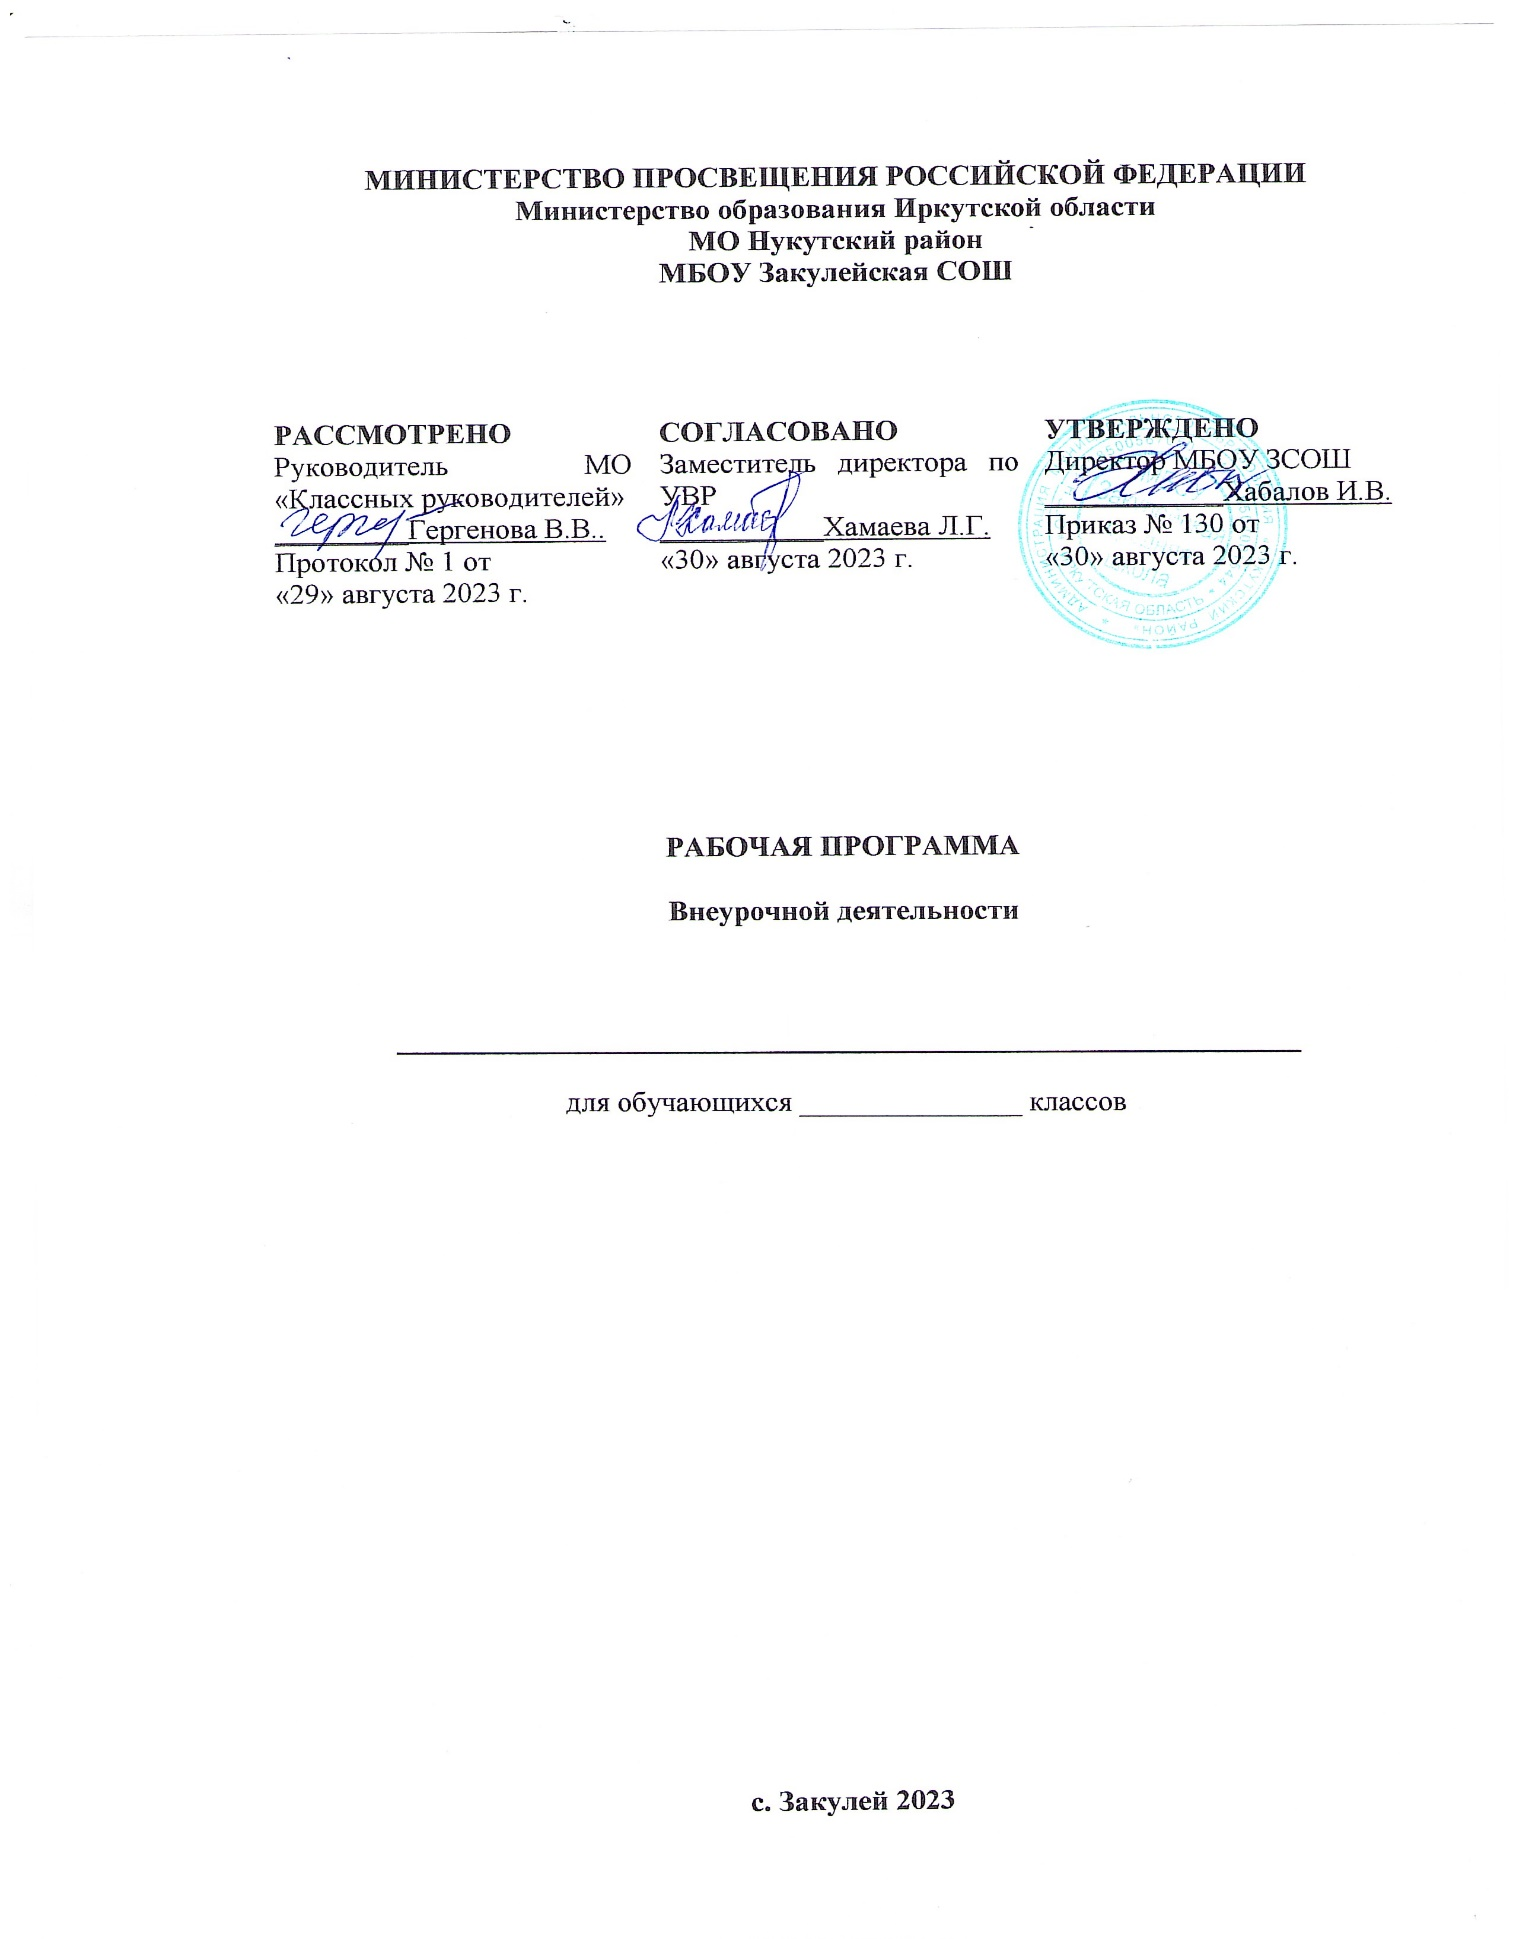 МИНИСТЕРСТВО ПРОСВЕЩЕНИЯ РОССИЙСКОЙ ФЕДЕРАЦИИ
Министерство образования Иркутской области
МО Нукутский район
МБОУ Закулейская СОШ
РАССМОТРЕНО
Руководитель МО
«Классных руководителей»
Гергенова В.В..
Протокол № 1 от
«29» августа 2023 г.
СОГЛАСОВАНО
Заместитель директора по
УВР
Хамаева Л.Г.
«30» августа 2023 г.
УТВЕРЖДЕНО
Директор МБОУ ЗСОШ
Хабалов И.В.
Приказ № 130 от
«30» августа 2023 г.
РАБОЧАЯ ПРОГРАММА
Внеурочной деятельности
для обучающихся ________________ классов
с. Закулей 2023